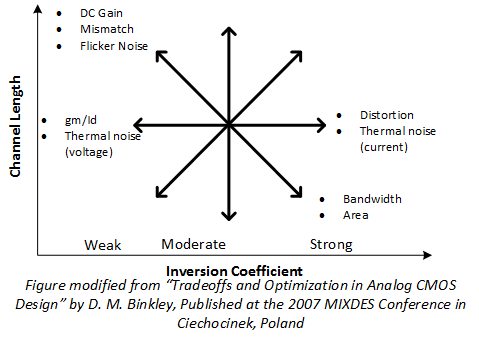 DC Gain
Mismatch
Flicker Noise
gm/Id
Thermal noise
(voltage)
Distortion
Thermal noise
(current)
Bandwidth
Area
Channel Length
Weak Moderate Strong
Inversion Coefficient
Figure modified from “Tradeoffs and Optimization in Analog CMOS
Design” by D. M. Binkley, Published at the 2007 MIXDES Conference in
Ciechocinek, Poland